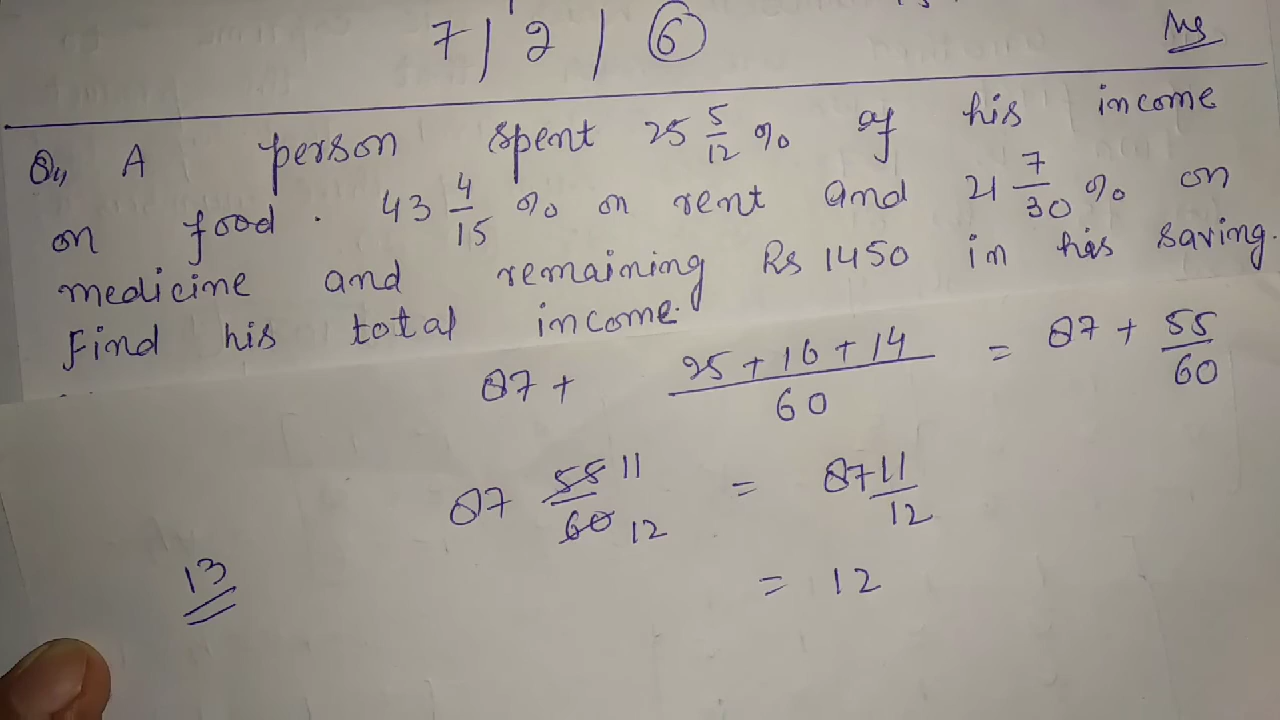 7 | 2 | 6 Ans
Q,, A person spent 25 5/12 % of his income
on food . 43 4/15 % on rent and 21 7/30 % on
medicine and remaining Rs 1450 in his saving.
Find his total income.
87 + (25 + 16 + 14)/60 = 87 + 55/60
87 55/60 11/12 = 87 11/12
13 = 12